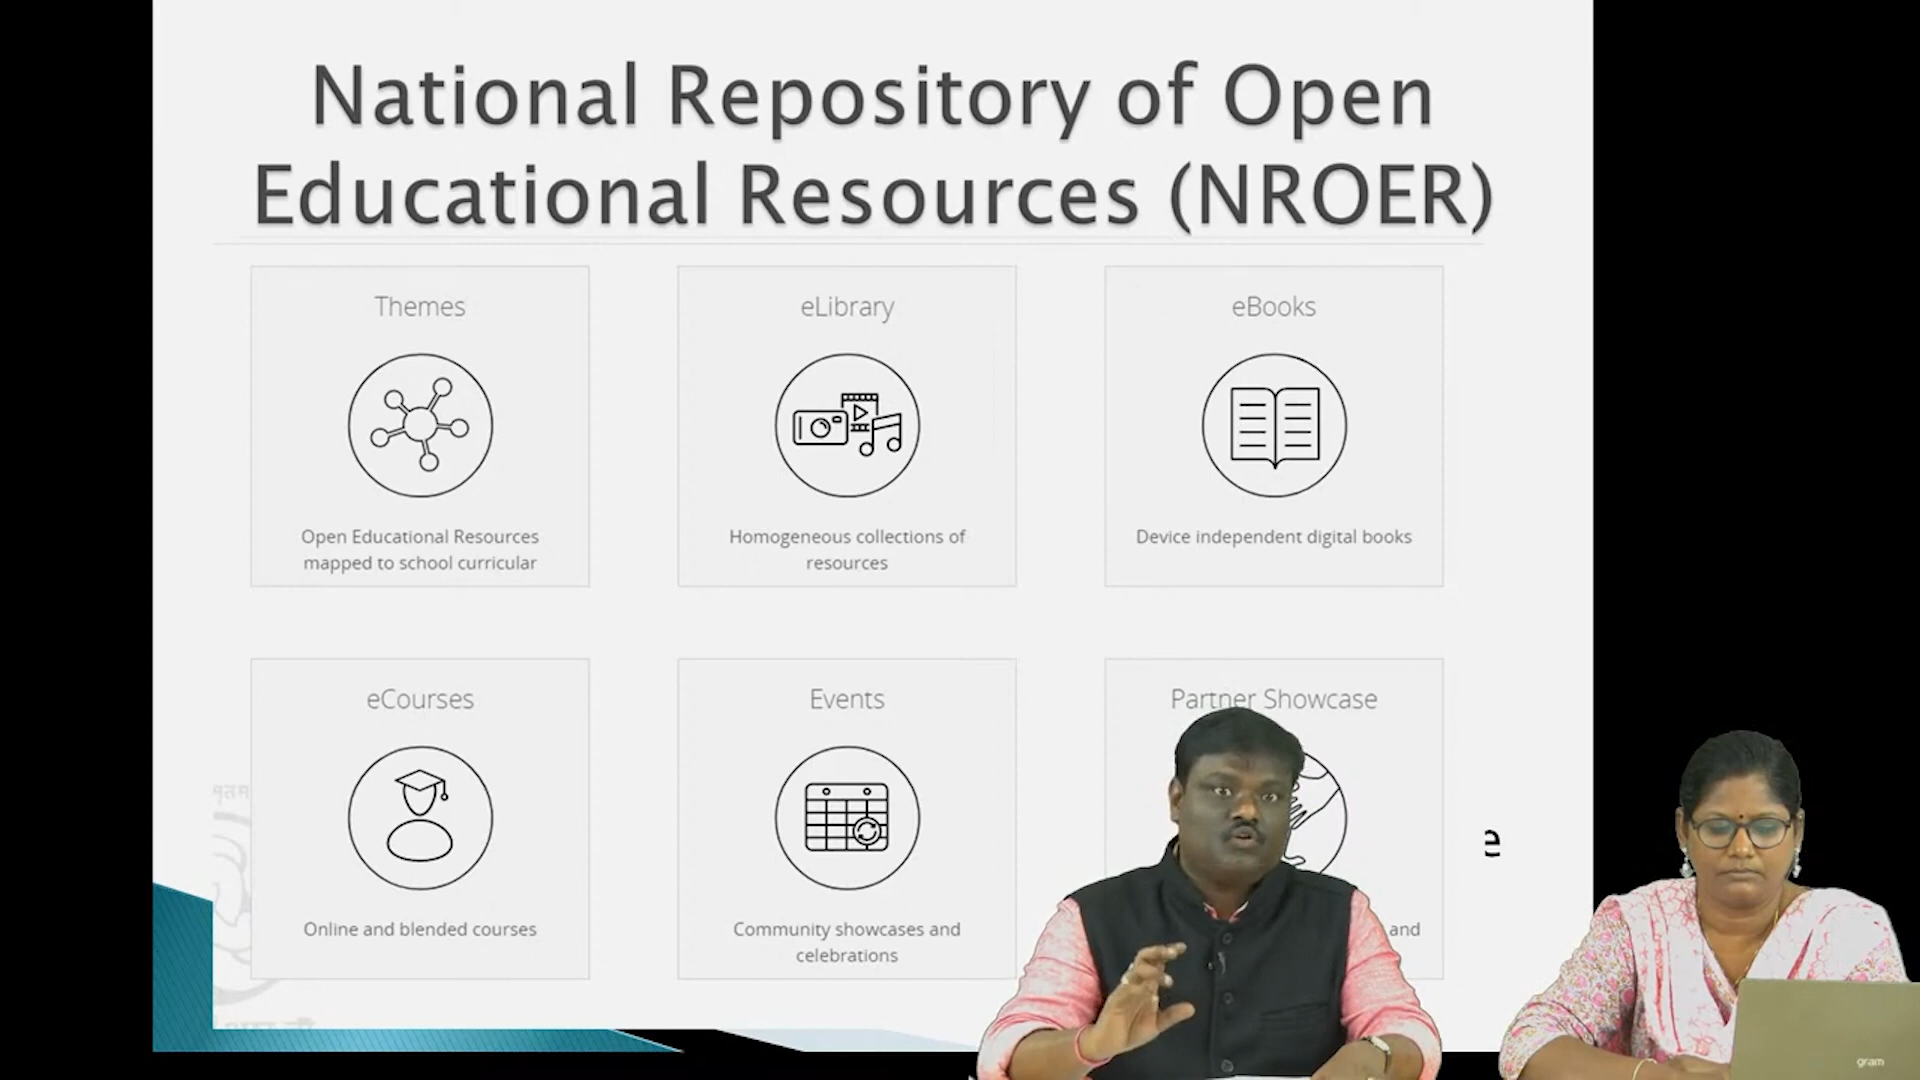 National Repository of Open
Educational Resources (NROER)
Themes
Open Educational Resources
mapped to school curricular
eLibrary
Homogeneous collections of
resources
eBooks
Device independent digital books
eCourses
Online and blended courses
Events
Community showcases and
celebrations
Partner Showcase
and
e
gram